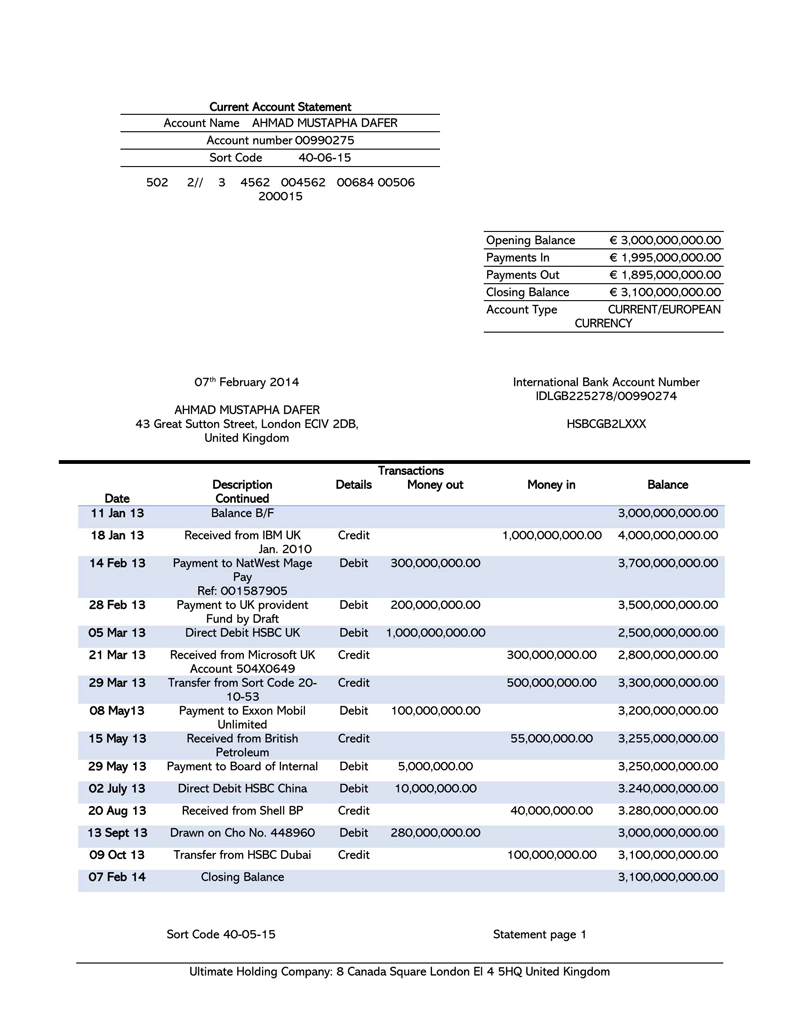 Current Account Statement
Account Name AHMAD MUSTAPHA DAFER
Account number 00990275
Sort Code 40-06-15
502 2// 3 4562 004562 00684 00506
200015
Opening Balance € 3,000,000,000.00
Payments In € 1,995,000,000.00
Payments Out € 1,895,000,000.00
Closing Balance € 3,100,000,000.00
Account Type CURRENT/EUROPEAN
CURRENCY
07th February 2014
AHMAD MUSTAPHA DAFER
43 Great Sutton Street, London ECIV 2DB,
United Kingdom
International Bank Account Number
IDLGB225278/00990274
HSBCGB2LXXX
Transactions
Date Description Details Money out Money in Balance
Continued
11 Jan 13 Balance B/F 3,000,000,000.00
18 Jan 13 Received from IBM UK Credit 1,000,000,000.00 4,000,000,000.00
Jan. 2010
14 Feb 13 Payment to NatWest Mage Debit 300,000,000.00 3,700,000,000.00
Pay
Ref: 001587905
28 Feb 13 Payment to UK provident Debit 200,000,000.00 3,500,000,000.00
Fund by Draft
05 Mar 13 Direct Debit HSBC UK Debit 1,000,000,000.00 2,500,000,000.00
21 Mar 13 Received from Microsoft UK Credit 300,000,000.00 2,800,000,000.00
Account 504X0649
29 Mar 13 Transfer from Sort Code 20- Credit 500,000,000.00 3,300,000,000.00
10-53
08 May13 Payment to Exxon Mobil Debit 100,000,000.00 3,200,000,000.00
Unlimited
15 May 13 Received from British Credit 55,000,000.00 3,255,000,000.00
Petroleum
29 May 13 Payment to Board of Internal Debit 5,000,000.00 3,250,000,000.00
02 July 13 Direct Debit HSBC China Debit 10,000,000.00 3.240,000,000.00
20 Aug 13 Received from Shell BP Credit 40,000,000.00 3.280,000,000.00
13 Sept 13 Drawn on Cho No. 448960 Debit 280,000,000.00 3,000,000,000.00
09 Oct 13 Transfer from HSBC Dubai Credit 100,000,000.00 3,100,000,000.00
07 Feb 14 Closing Balance 3,100,000,000.00
Sort Code 40-05-15 Statement page 1
Ultimate Holding Company: 8 Canada Square London El 4 5HQ United Kingdom